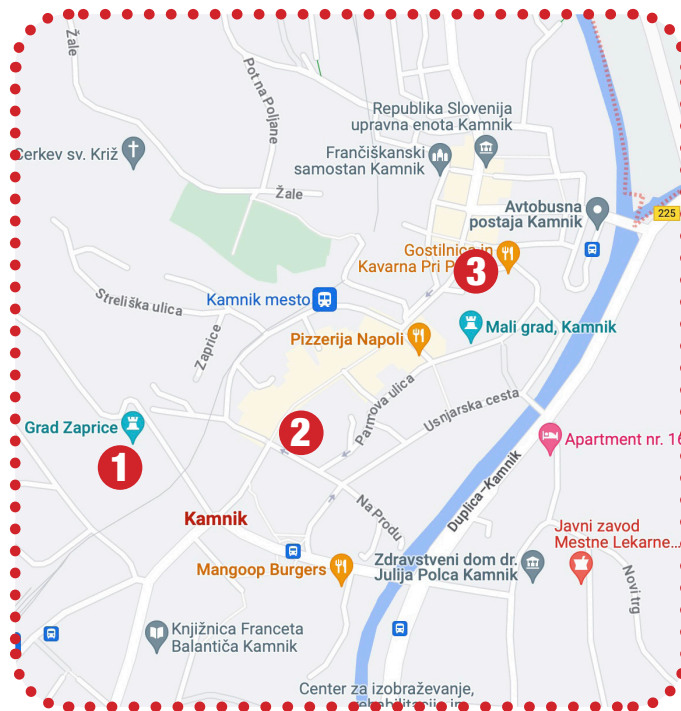 Žale
Pot na Poljane
Republika Slovenija
upravna enota Kamnik
Cerkev sv. Križ
Frančiškanski
samostan Kamnik
Žale
Avtobusna
postaja Kamnik
225
Gostilnica in
Kavarna Pri P
3
Kamnik mesto
Streliška ulica
Zaprice
Pizzerija Napoli
Mali grad, Kamnik
Parmova ulica
Usnjarska cesta
Grad Zaprice
2
1
Apartment nr. 16
Duplica–Kamnik
Kamnik
Na Produ
Javni zavod
Mestne Lekarne...
Mangoop Burgers
Zdravstveni dom dr.
Julija Polca Kamnik
Novi trg
Knjižnica Franceta
Balantiča Kamnik
Center za izobraževanje,
rehabilitacijo in